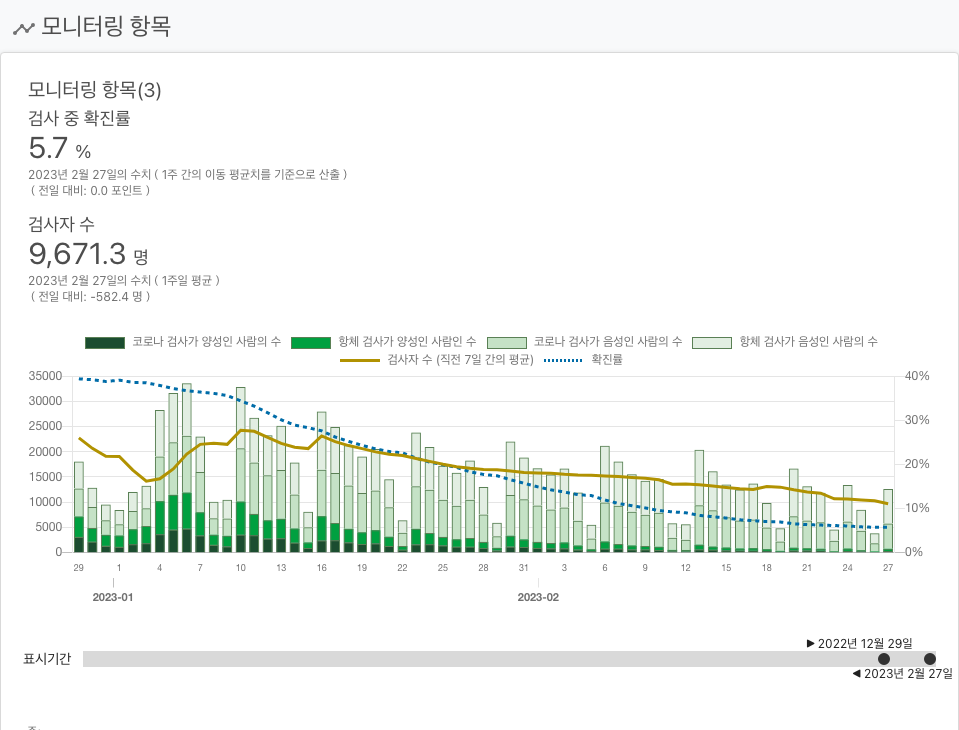 모니터링 항목
모니터링 항목(3)
검사 중 확진률
5.7 %
2023년 2월 27일의 수치 ( 1주 간의 이동 평균치를 기준으로 산출 )
( 전일 대비: 0.0 포인트 )
검사자 수
9,671.3 명
2023년 2월 27일의 수치 ( 1주일 평균 )
( 전일 대비: -582.4 명 )
코로나 검사가 양성인 사람의 수 항체 검사가 양성인 사람인 수 코로나 검사가 음성인 사람의 수 항체 검사가 음성인 사람의 수
검사자 수 (직전 7일 간의 평균) 확진률
35000 40%
30000
25000 30%
20000 20%
15000
10000 10%
5000
0 0%
29 1 4 7 10 13 16 19 22 25 28 31 3 6 9 12 15 18 21 24 27
2023-01 2023-02
▶ 2022년 12월 29일
표시기간
◀ 2023년 2월 27일